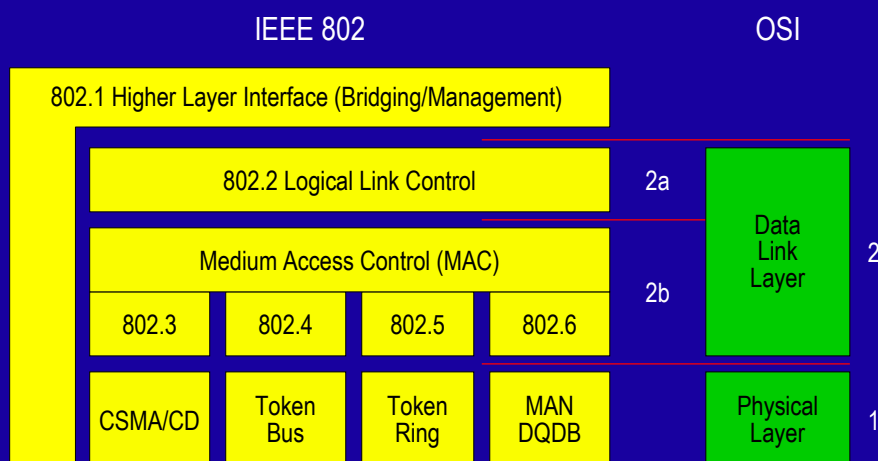 IEEE 802
OSI
802.1 Higher Layer Interface (Bridging/Management)
802.2 Logical Link Control
2a
Data
Link
Layer
2
Medium Access Control (MAC)
2b
802.3
802.4
802.5
802.6
CSMA/CD
Token
Bus
Token
Ring
MAN
DQDB
Physical
Layer
1